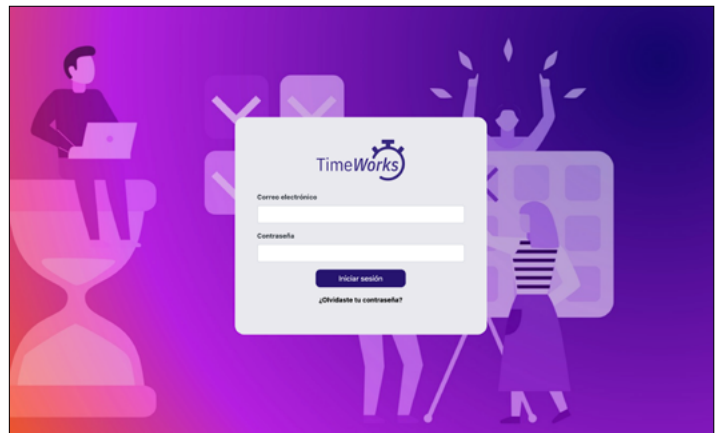 TimeWorks
Correo electrónico
Contraseña
Iniciar sesión
¿Olvidaste tu contraseña?